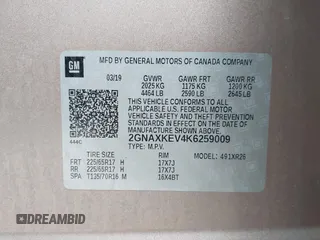 GM
MFD BY GENERAL MOTORS OF CANADA COMPANY
03/19 GVWR GAWR FRT GAWR RR
2025 KG 1175 KG 1200 KG
4464 LB 2590 LB 2645 LB
THIS VEHICLE CONFORMS TO ALL APPLICABLE U.S. FEDERAL MOTOR VEHICLE SAFETY AND THEFT PREVENTION STANDARDS IN EFFECT ON THE DATE OF MANUFACTURE SHOWN ABOVE.
2GNAXKEV4K6259009
TYPE: M.P.V. MODEL: 491XR26
TIRE SIZE RIM
FRT 225/65R17 H 17X7J
RR 225/65R17 H 17X7J
SPA T135/70R16 M 16X4BT
DREAMBID